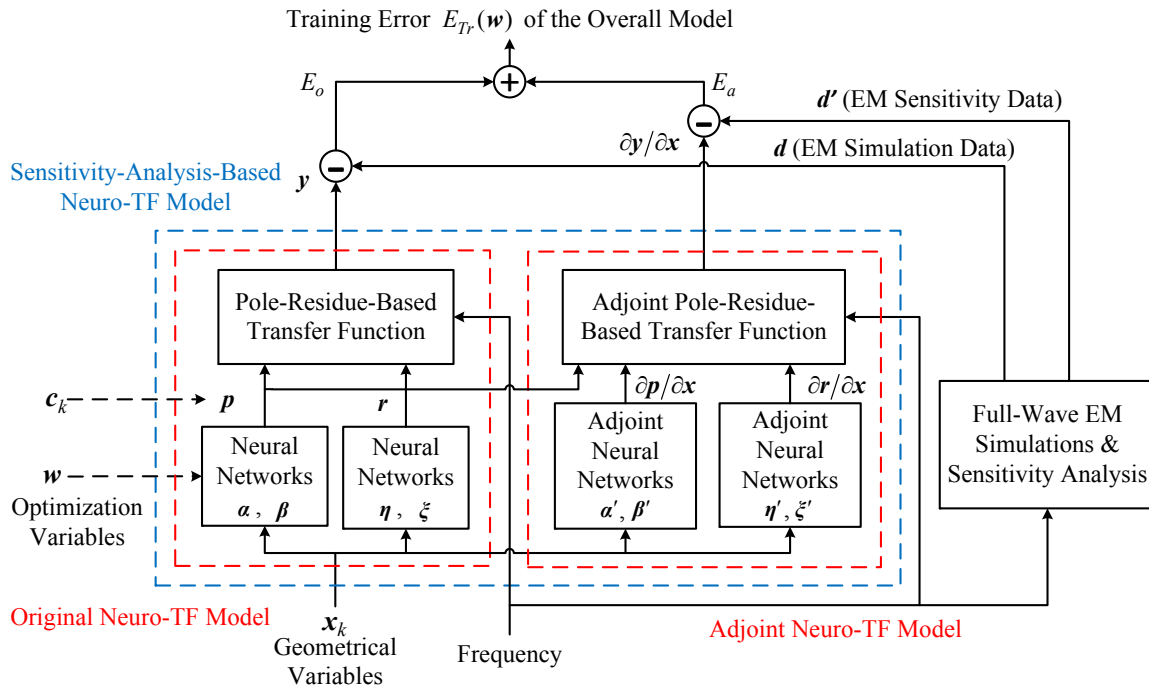 Training Error E_Tr(w) of the Overall Model
E_o
+
E_a
d′ (EM Sensitivity Data)
−
∂y/∂x
d (EM Simulation Data)
−
y
Sensitivity-Analysis-Based
Neuro-TF Model
Pole-Residue-Based
Transfer Function
Adjoint Pole-Residue-
Based Transfer Function
c_k
p
r
∂p/∂x
∂r/∂x
Neural
Networks
α , β
Neural
Networks
η , ξ
Adjoint
Neural
Networks
α′, β′
Adjoint
Neural
Networks
η′, ξ′
Full-Wave EM
Simulations &
Sensitivity Analysis
w
Optimization
Variables
Original Neuro-TF Model
x_k
Geometrical
Variables
Frequency
Adjoint Neuro-TF Model